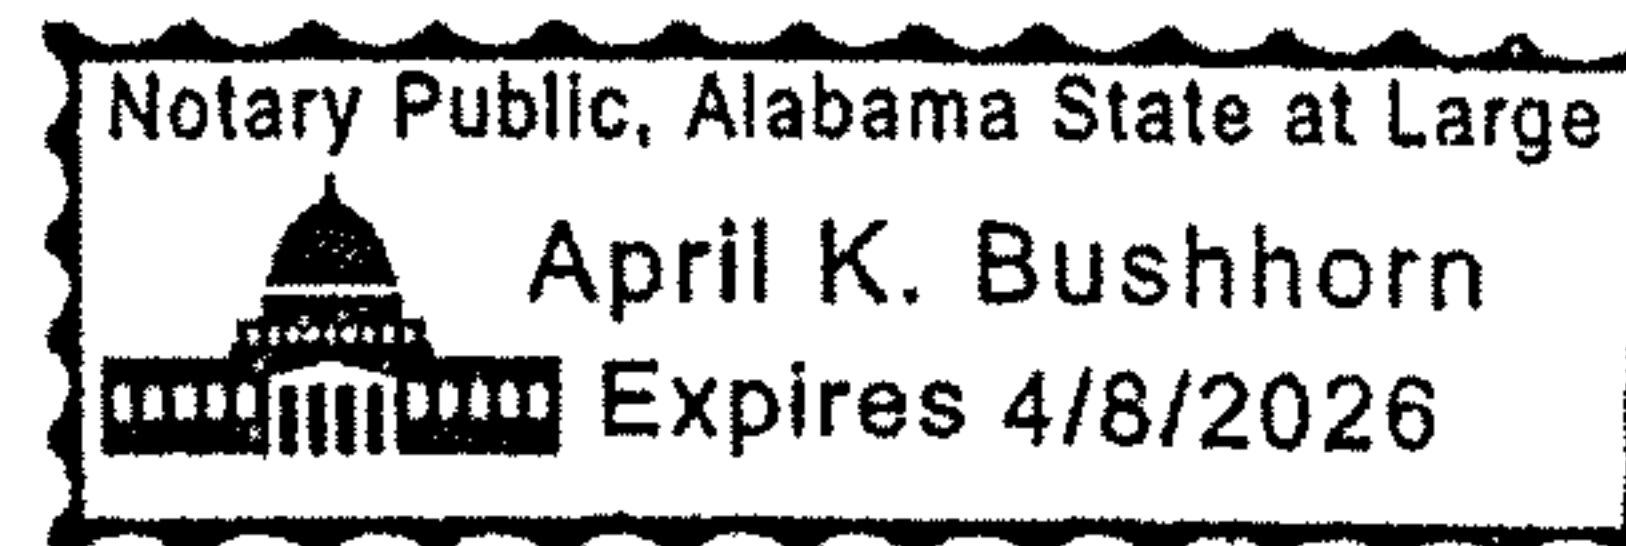 Notary Public, Alabama State at Large
April K. Bushhorn
Expires 4/8/2026